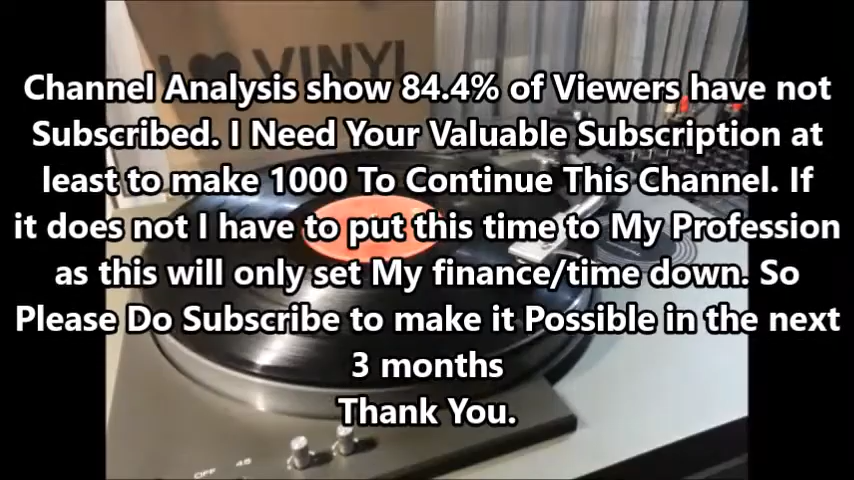 I ♥ VINYL
Channel Analysis show 84.4% of Viewers have not
Subscribed. I Need Your Valuable Subscription at
least to make 1000 To Continue This Channel. If
it does not I have to put this time to My Profession
as this will only set My finance/time down. So
Please Do Subscribe to make it Possible in the next
3 months
Thank You.
OFF 45